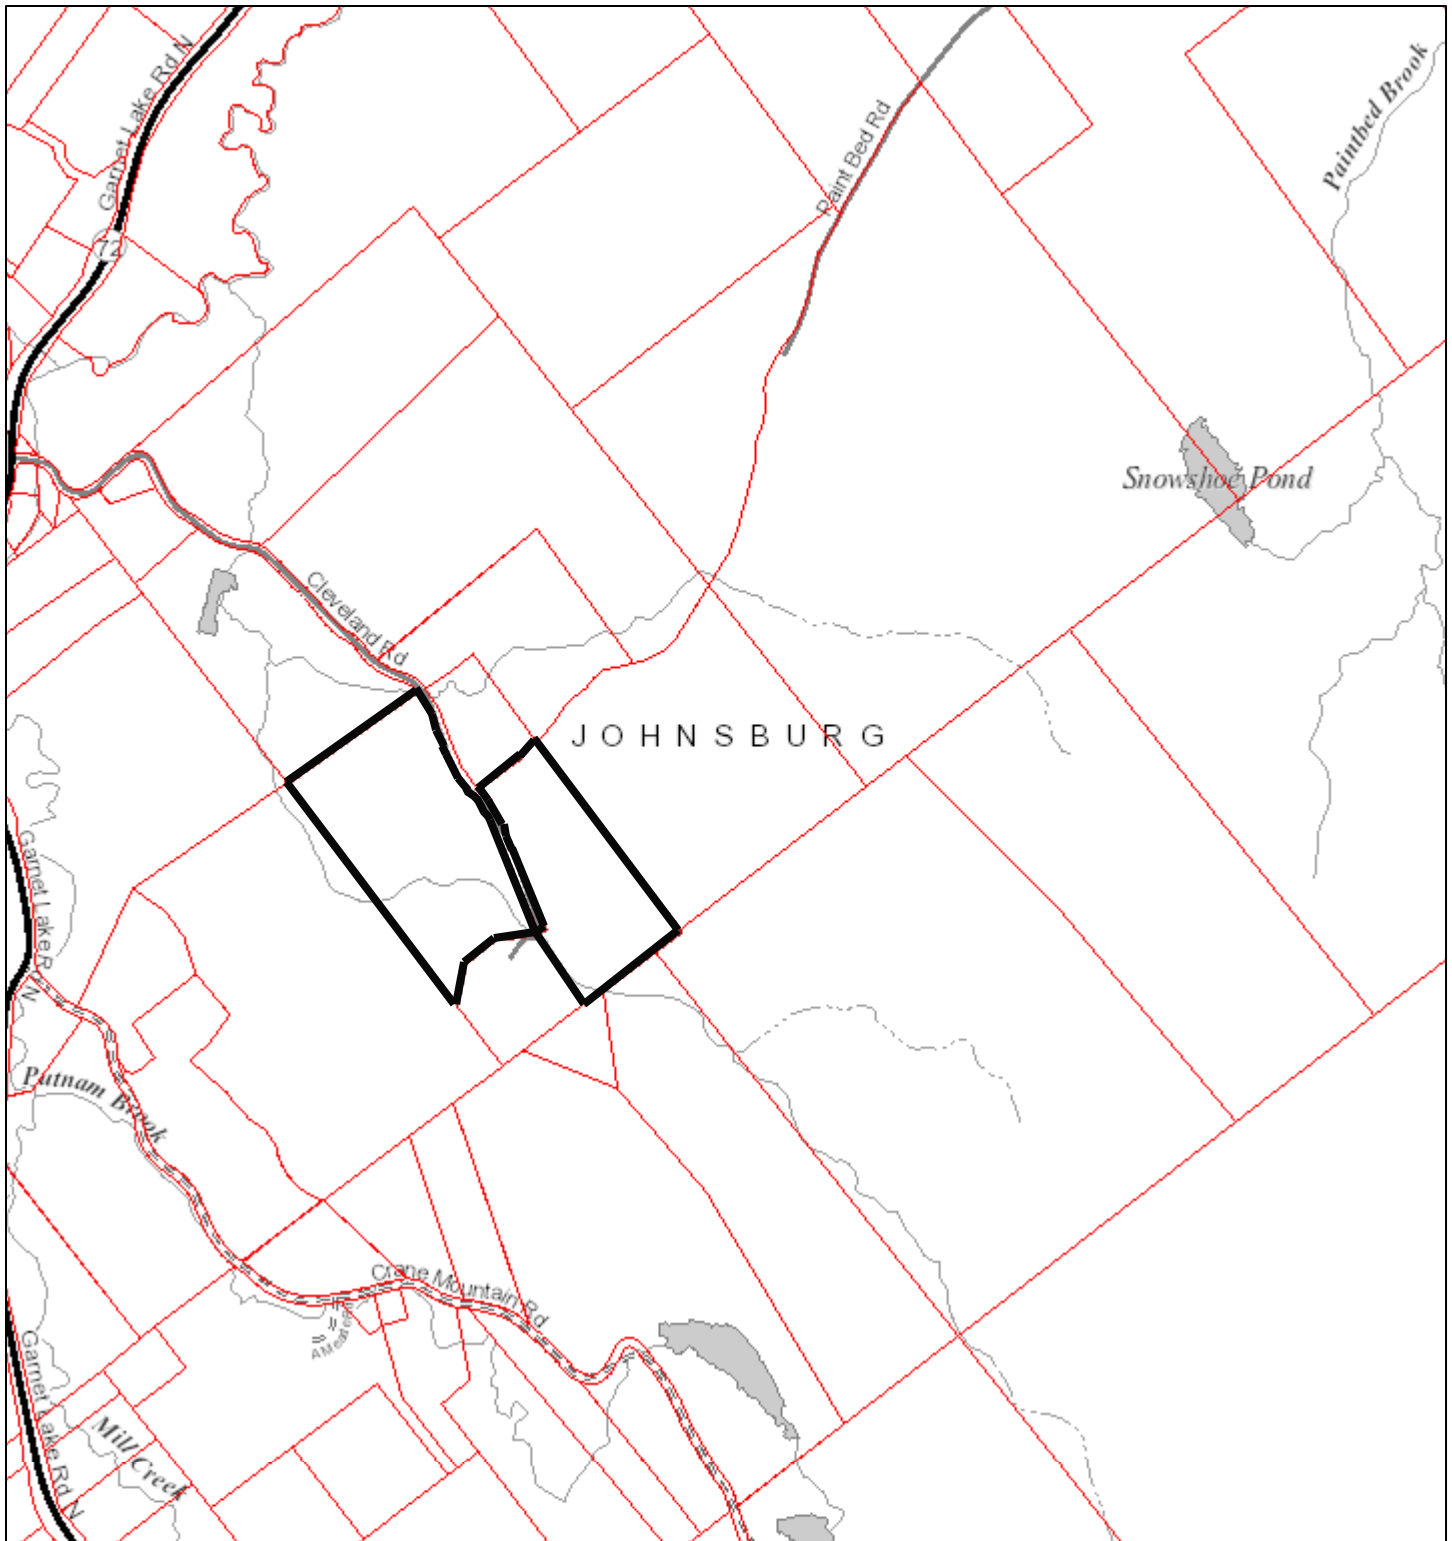 Garnet Lake Rd N
72
Paint Bed Rd
Paintbed Brook
Snowshoe Pond
Cleveland Rd
JOHNSBURG
Garnet Lake Rd N
Putnam Brook
Crane Mountain Rd
Garnet Lake Rd N
Mill Creek